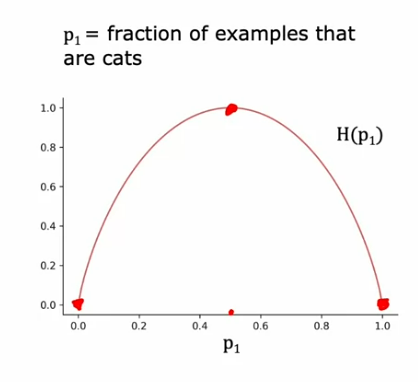 p₁ = fraction of examples that
are cats
1.0
0.8
0.6
0.4
0.2
0.0
H(p₁)
0.0 0.2 0.4 0.6 0.8 1.0
p₁